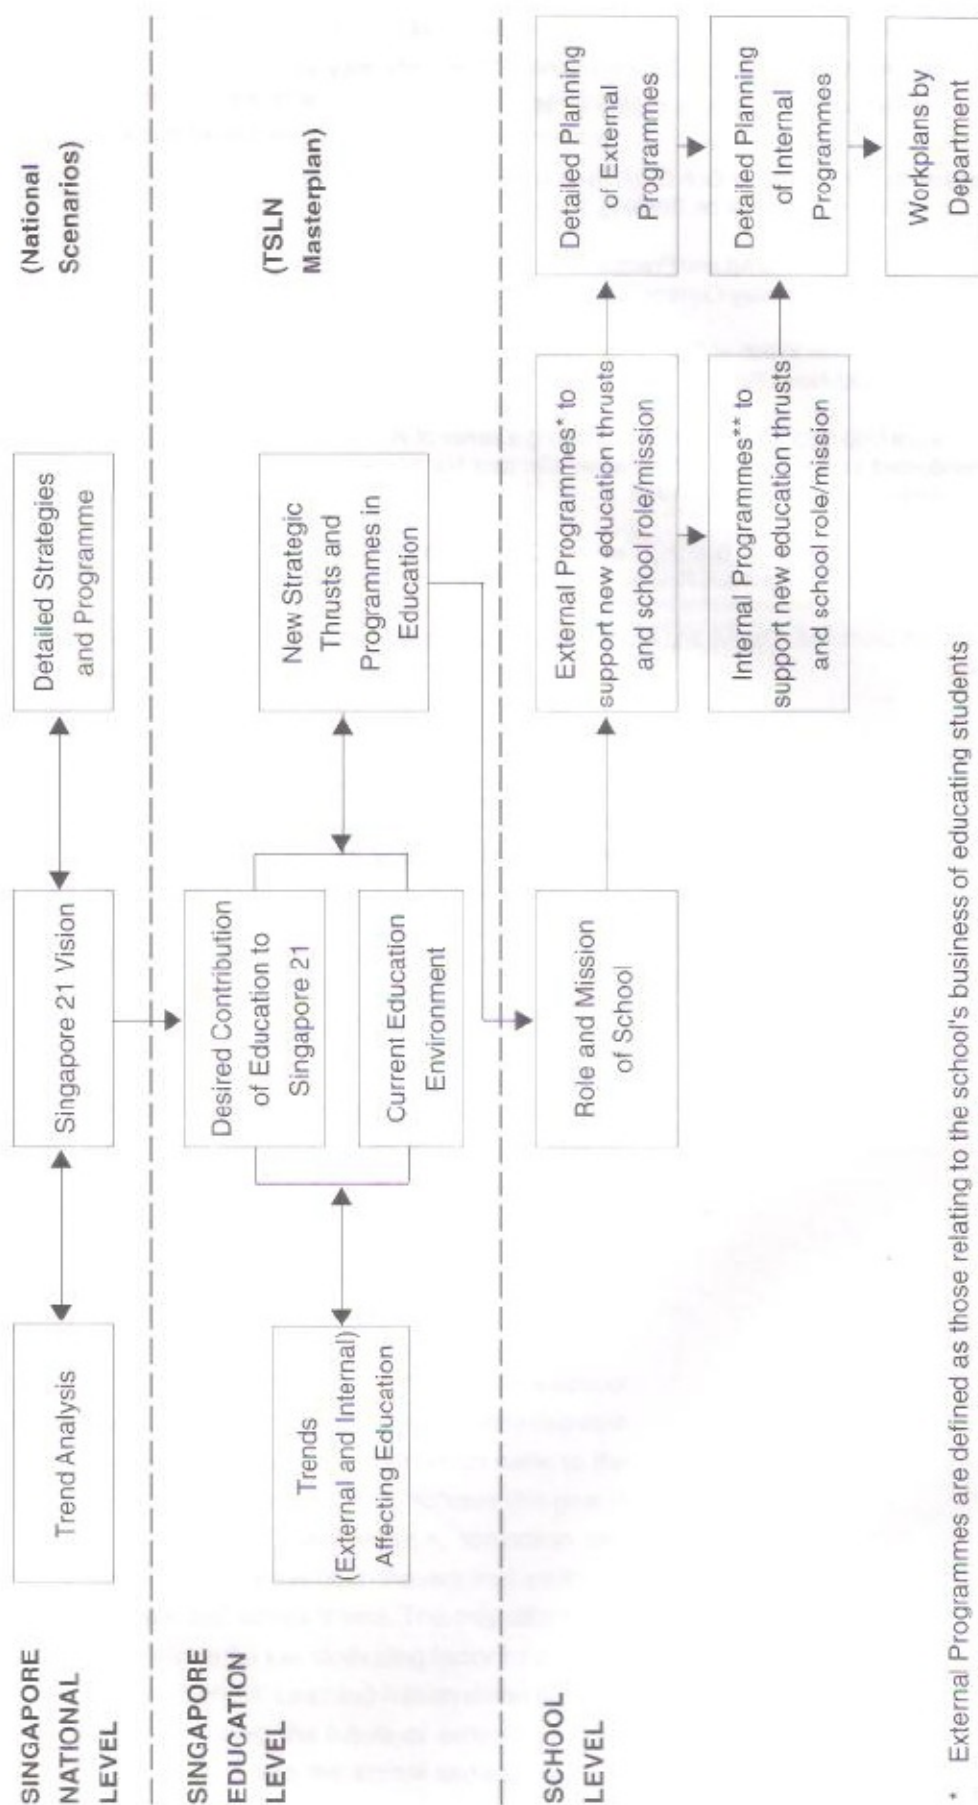 SINGAPORE
NATIONAL
LEVEL
Trend Analysis
Singapore 21 Vision
Detailed Strategies
and Programme
(National
Scenarios)
SINGAPORE
EDUCATION
LEVEL
Trends
(External and Internal)
Affecting Education
Desired Contribution
of Education to
Singapore 21
Current Education
Environment
New Strategic
Thrusts and
Programmes in
Education
(TSLN
Masterplan)
SCHOOL
LEVEL
Role and Mission
of School
External Programmes* to
support new education thrusts
and school role/mission
Detailed Planning
of External
Programmes
Internal Programmes** to
support new education thrusts
and school role/mission
Detailed Planning
of Internal
Programmes
Workplans by
Department
* External Programmes are defined as those relating to the school's business of educating students